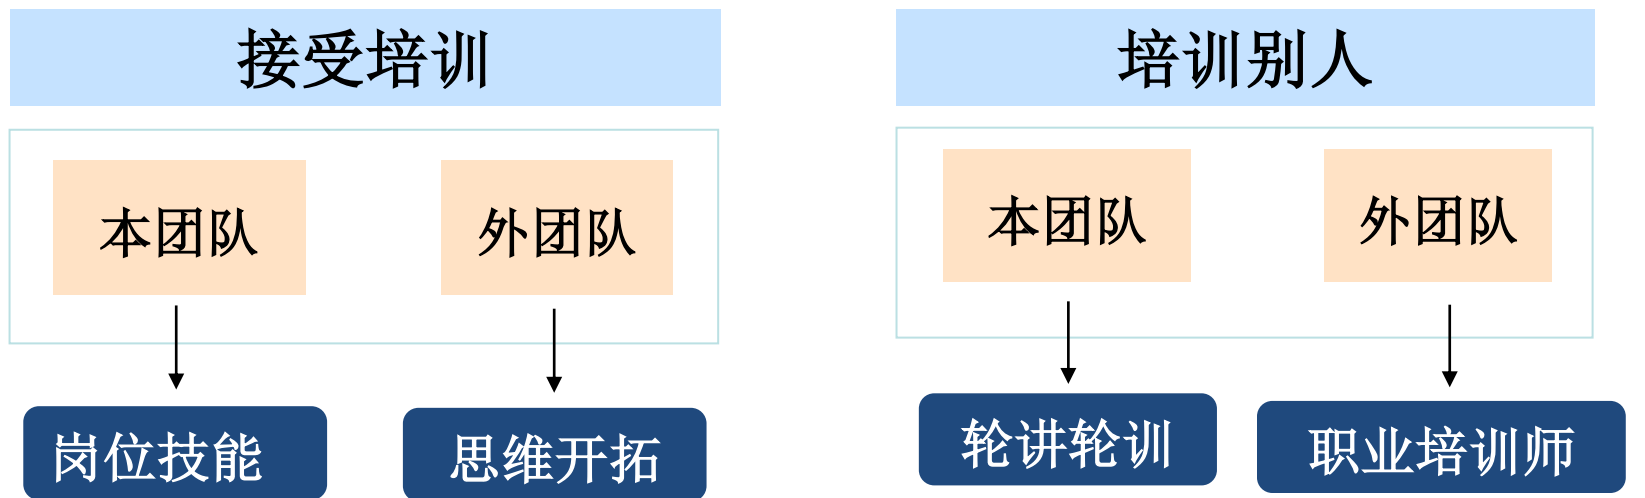 接受培训
培训别人
本团队
外团队
本团队
外团队
岗位技能
思维开拓
轮讲轮训
职业培训师